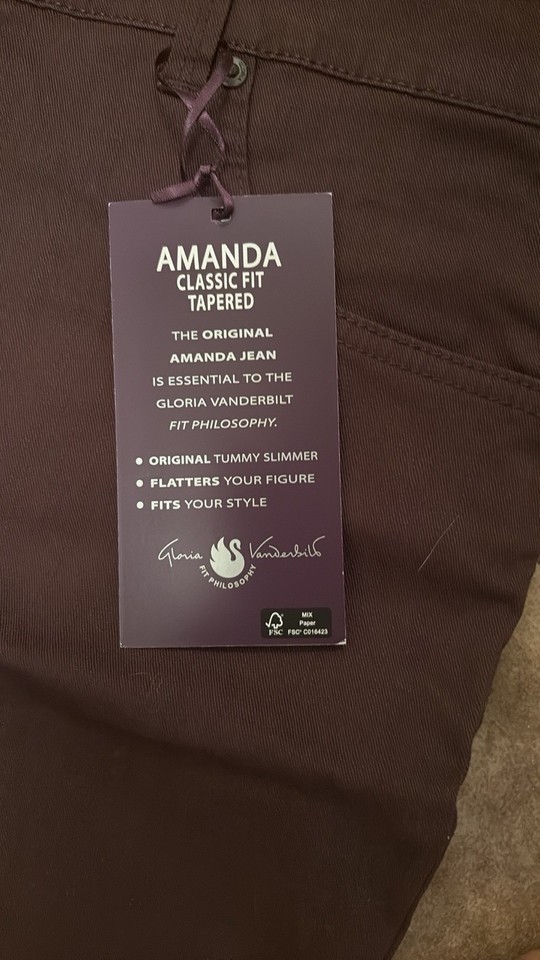 AMANDA
CLASSIC FIT
TAPERED
THE ORIGINAL
AMANDA JEAN
IS ESSENTIAL TO THE
GLORIA VANDERBILT
FIT PHILOSOPHY.
• ORIGINAL TUMMY SLIMMER
• FLATTERS YOUR FIGURE
• FITS YOUR STYLE
Gloria Vanderbilt
FIT PHILOSOPHY
MIX
Paper
FSC FSC® C016423